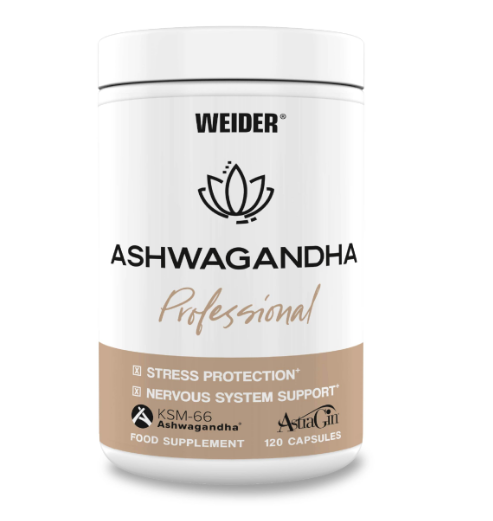 WEIDER®
ASHWAGANDHA
Professional
☒ STRESS PROTECTION*
☒ NERVOUS SYSTEM SUPPORT*
KSM-66
Ashwagandha®
AstraGin
FOOD SUPPLEMENT
120 CAPSULES